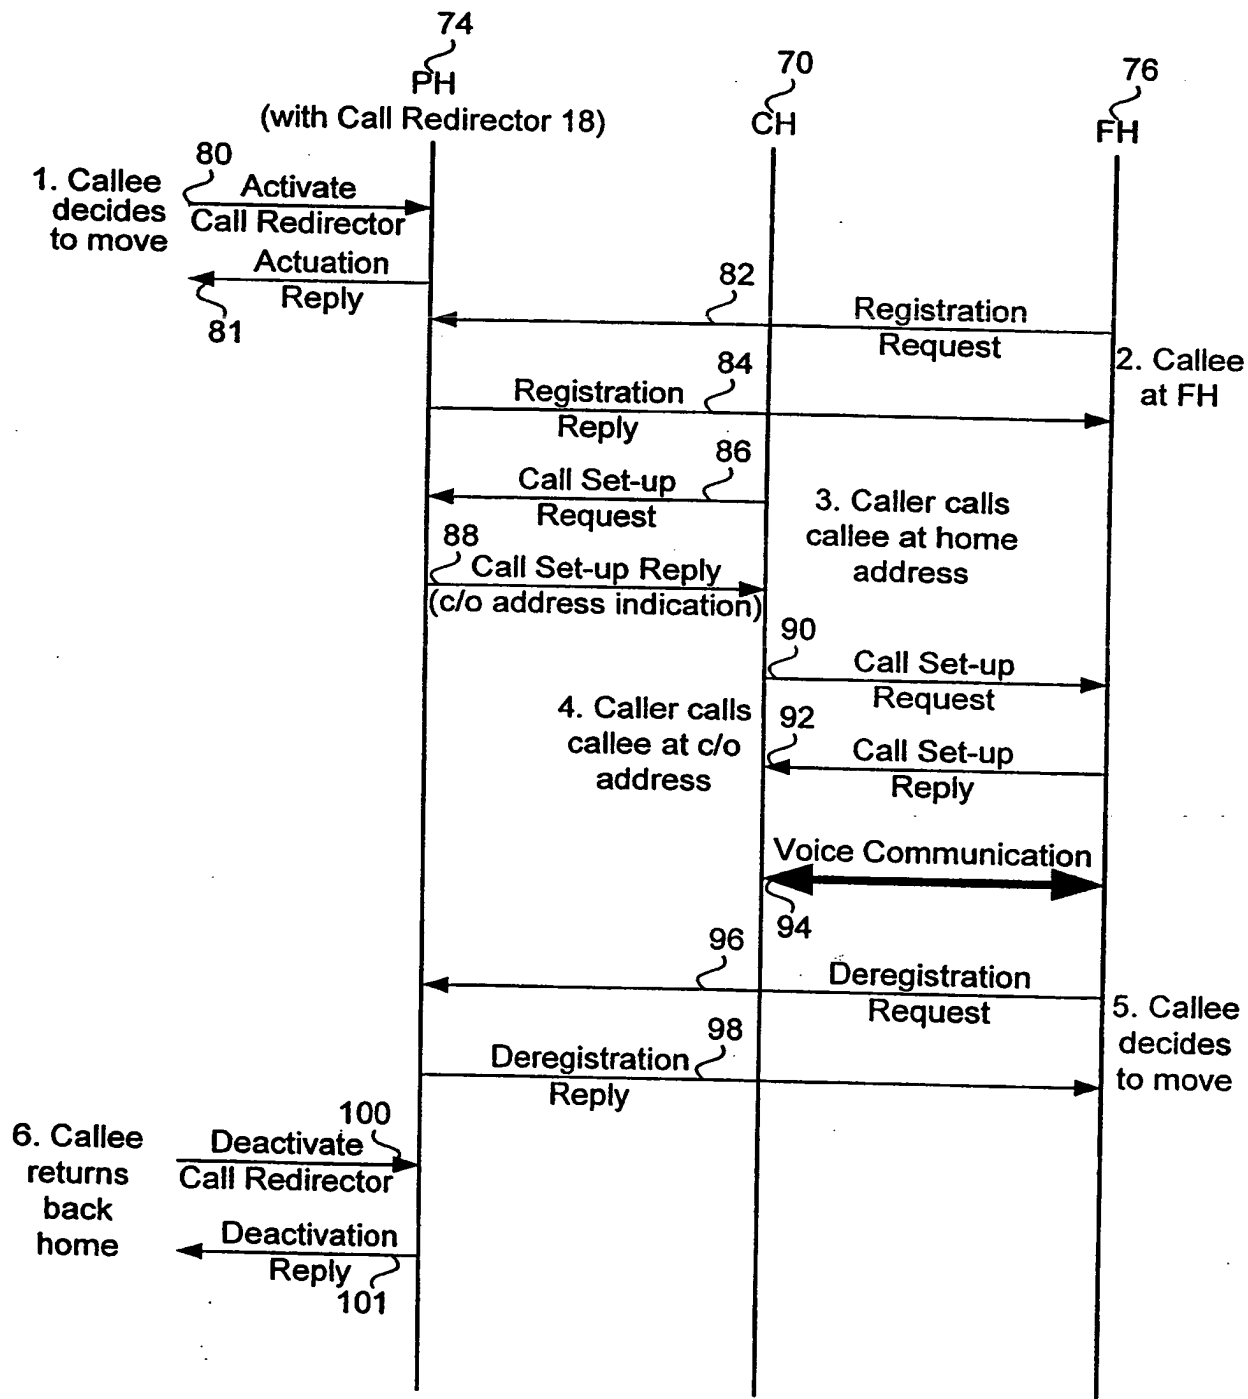 74
PH
(with Call Redirector 18)
70
CH
76
FH
80
1. Callee
decides
to move
Activate
Call Redirector
Actuation
Reply
81
82
Registration
Request
2. Callee
at FH
84
Registration
Reply
86
Call Set-up
Request
3. Caller calls
callee at home
address
88
Call Set-up Reply
(c/o address indication)
90
Call Set-up
Request
4. Caller calls
callee at c/o
address
92
Call Set-up
Reply
Voice Communication
94
96
Deregistration
Request
5. Callee
decides
to move
98
Deregistration
Reply
100
6. Callee
returns
back
home
Deactivate
Call Redirector
Deactivation
Reply
101